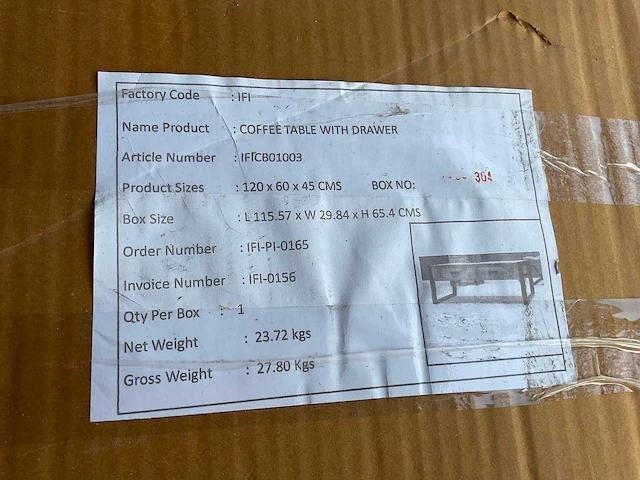 Factory Code : IFI
Name Product : COFFEE TABLE WITH DRAWER
Article Number : IFICB01003
Product Sizes : 120 x 60 x 45 CMS BOX NO: 304
Box Size : L 115.57 x W 29.84 x H 65.4 CMS
Order Number : IFI-PI-0165
Invoice Number : IFI-0156
Qty Per Box : 1
Net Weight : 23.72 kgs
Gross Weight : 27.80 Kgs